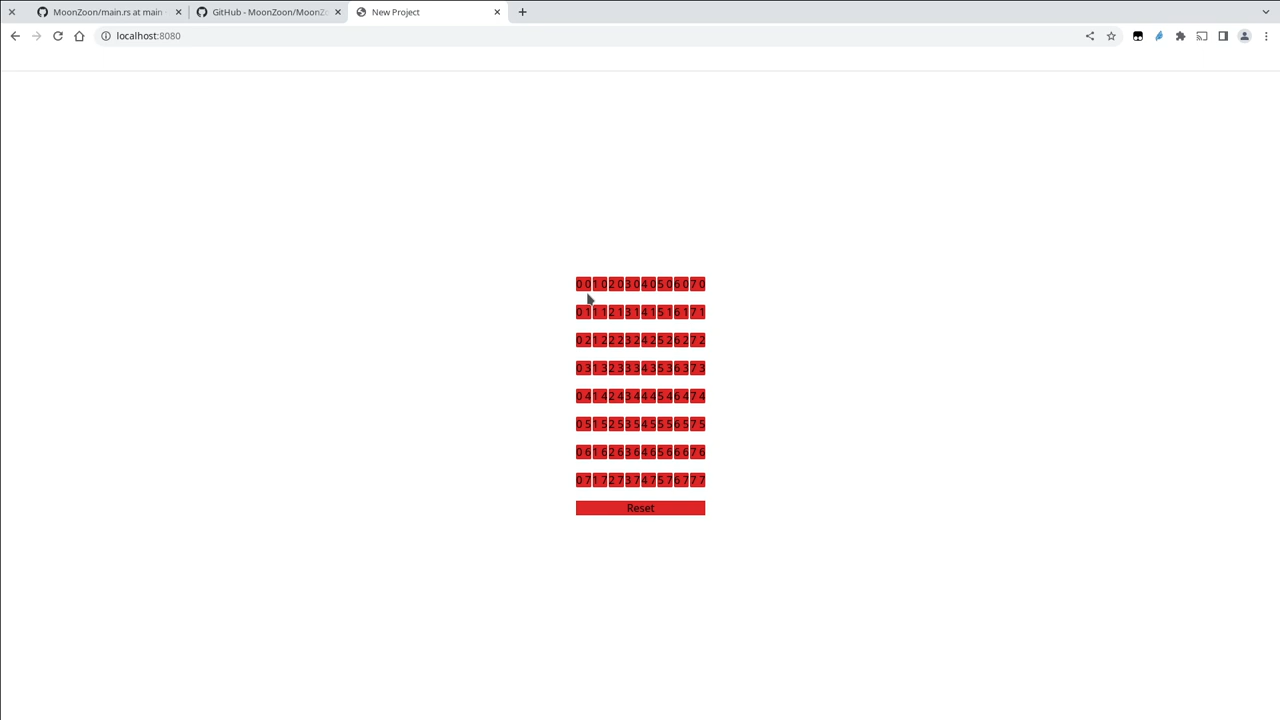 MoonZoon/main.rs at main
GitHub - MoonZoon/MoonZo
New Project
localhost:8080
0 0 1 0 2 0 3 0 4 0 5 0 6 0 7 0
0 1 1 1 2 1 3 1 4 1 5 1 6 1 7 1
0 2 1 2 2 2 3 2 4 2 5 2 6 2 7 2
0 3 1 3 2 3 3 3 4 3 5 3 6 3 7 3
0 4 1 4 2 4 3 4 4 4 5 4 6 4 7 4
0 5 1 5 2 5 3 5 4 5 5 5 6 5 7 5
0 6 1 6 2 6 3 6 4 6 5 6 6 6 7 6
0 7 1 7 2 7 3 7 4 7 5 7 6 7 7 7
Reset